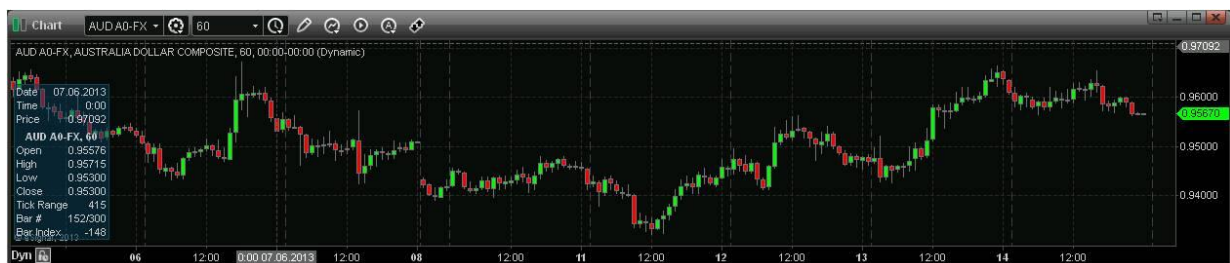 Chart AUD A0-FX 60
AUD A0-FX, AUSTRALIA DOLLAR COMPOSITE, 60, 00:00-00:00 (Dynamic)
0.97092
Date 07.06.2013
Time 0:00
Price 0.97092
AUD A0-FX, 60
Open 0.95576
High 0.95715
Low 0.95300
Close 0.95300
Tick Range 415
Bar # 152/300
Bar Index -148
© eSignal, 2013
0.96000
0.95670
0.95000
0.94000
Dyn 06 12:00 0:00 07.06.2013 12:00 08 12:00 11 12:00 12 12:00 13 12:00 14 12:00